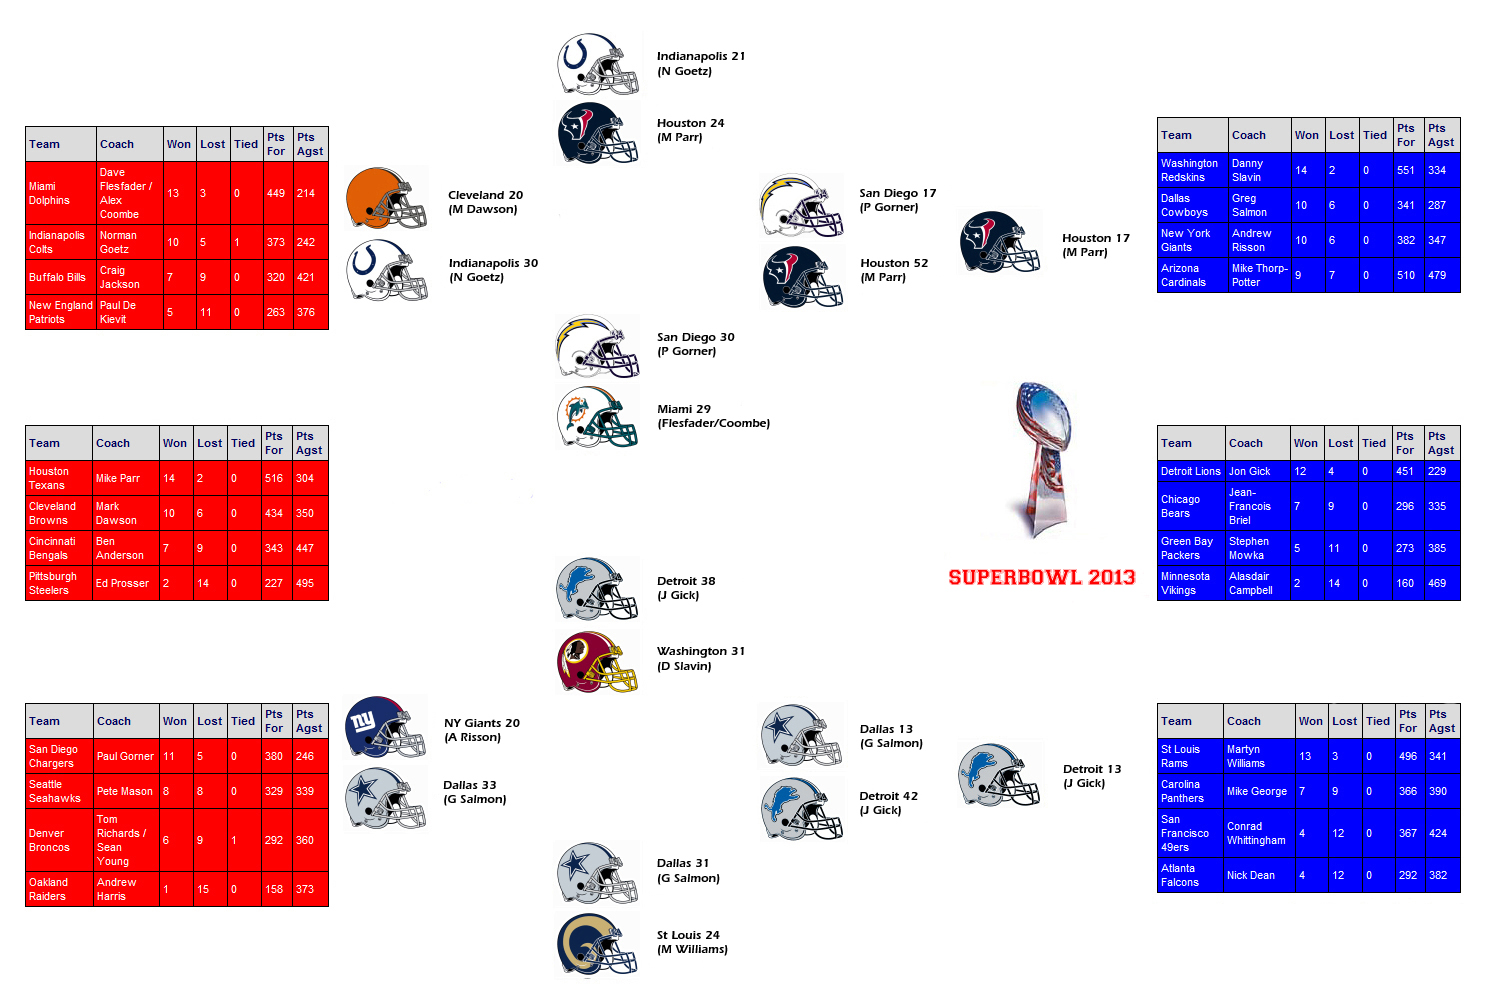 Indianapolis 21
(N Goetz)
Houston 24
(M Parr)
Team Coach Won Lost Tied Pts For Pts Agst
Miami Dolphins Dave Flesfader / Alex Coombe 13 3 0 449 214
Indianapolis Colts Norman Goetz 10 5 1 373 242
Buffalo Bills Craig Jackson 7 9 0 320 421
New England Patriots Paul De Kievit 5 11 0 263 376
Cleveland 20
(M Dawson)
Indianapolis 30
(N Goetz)
San Diego 17
(P Gorner)
Houston 52
(M Parr)
Houston 17
(M Parr)
Team Coach Won Lost Tied Pts For Pts Agst
Washington Redskins Danny Slavin 14 2 0 551 334
Dallas Cowboys Greg Salmon 10 6 0 341 287
New York Giants Andrew Risson 10 6 0 382 347
Arizona Cardinals Mike Thorp-Potter 9 7 0 510 479
San Diego 30
(P Gorner)
Miami 29
(Flesfader/Coombe)
Team Coach Won Lost Tied Pts For Pts Agst
Houston Texans Mike Parr 14 2 0 516 304
Cleveland Browns Mark Dawson 10 6 0 434 350
Cincinnati Bengals Ben Anderson 7 9 0 343 447
Pittsburgh Steelers Ed Prosser 2 14 0 227 495
SUPERBOWL 2013
Team Coach Won Lost Tied Pts For Pts Agst
Detroit Lions Jon Gick 12 4 0 451 229
Chicago Bears Jean-Francois Briel 7 9 0 296 335
Green Bay Packers Stephen Mowka 5 11 0 273 385
Minnesota Vikings Alasdair Campbell 2 14 0 160 469
Detroit 38
(J Gick)
Washington 31
(D Slavin)
Team Coach Won Lost Tied Pts For Pts Agst
San Diego Chargers Paul Gorner 11 5 0 380 246
Seattle Seahawks Pete Mason 8 8 0 329 339
Denver Broncos Tom Richards / Sean Young 6 9 1 292 360
Oakland Raiders Andrew Harris 1 15 0 158 373
ny
NY Giants 20
(A Risson)
Dallas 33
(G Salmon)
Dallas 13
(G Salmon)
Detroit 42
(J Gick)
Detroit 13
(J Gick)
Team Coach Won Lost Tied Pts For Pts Agst
St Louis Rams Martyn Williams 13 3 0 496 341
Carolina Panthers Mike George 7 9 0 366 390
San Francisco 49ers Conrad Whittingham 4 12 0 367 424
Atlanta Falcons Nick Dean 4 12 0 292 382
Dallas 31
(G Salmon)
St Louis 24
(M Williams)